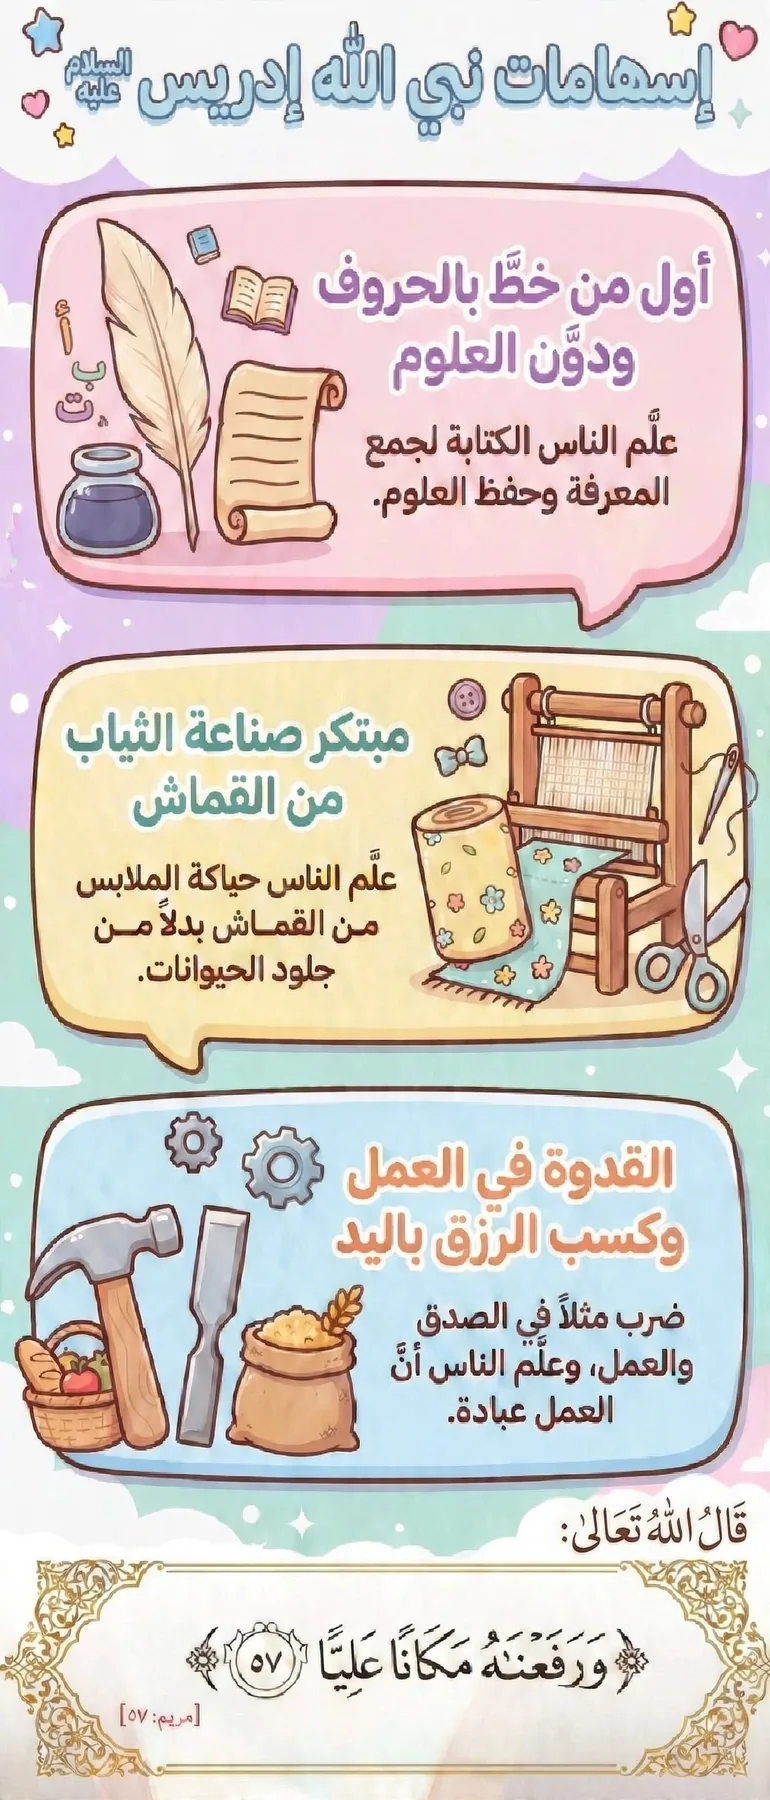 إسهامات نبي الله إدريس عليه السلام
أول من خطَّ بالحروف
ودوَّن العلوم
أ
ب
ت
علَّم الناس الكتابة لجمع
المعرفة وحفظ العلوم.
مبتكر صناعة الثياب
من القماش
علَّم الناس حياكة الملابس
من القماش بدلاً من
جلود الحيوانات.
القدوة في العمل
وكسب الرزق باليد
ضرب مثلاً في الصدق
والعمل، وعلَّم الناس أنَّ
العمل عبادة.
قَالُ اللهُ تَعَالىٰ:
﴿وَرَفَعْنَٰهُ مَكَانًا عَلِيًّا ٥٧﴾
[مريم: ٥٧]